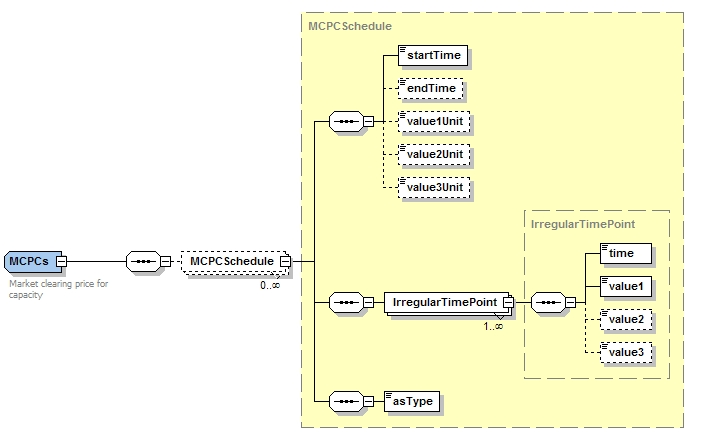 MCPCSchedule
startTime
endTime
value1Unit
value2Unit
value3Unit
IrregularTimePoint
time
value1
value2
value3
MCPCs
Market clearing price for
capacity
MCPCSchedule
0..∞
IrregularTimePoint
1..∞
asType